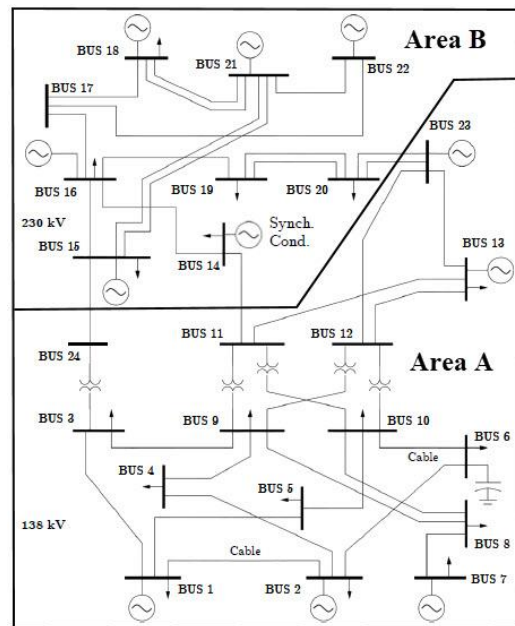 Area B
BUS 18
BUS 21
BUS 22
BUS 17
BUS 23
BUS 16
BUS 19
BUS 20
230 kV
Synch.
Cond.
BUS 15
BUS 14
BUS 13
BUS 24
BUS 11
BUS 12
Area A
BUS 3
BUS 9
BUS 10
BUS 6
Cable
BUS 4
BUS 5
138 kV
BUS 8
Cable
BUS 1
BUS 2
BUS 7